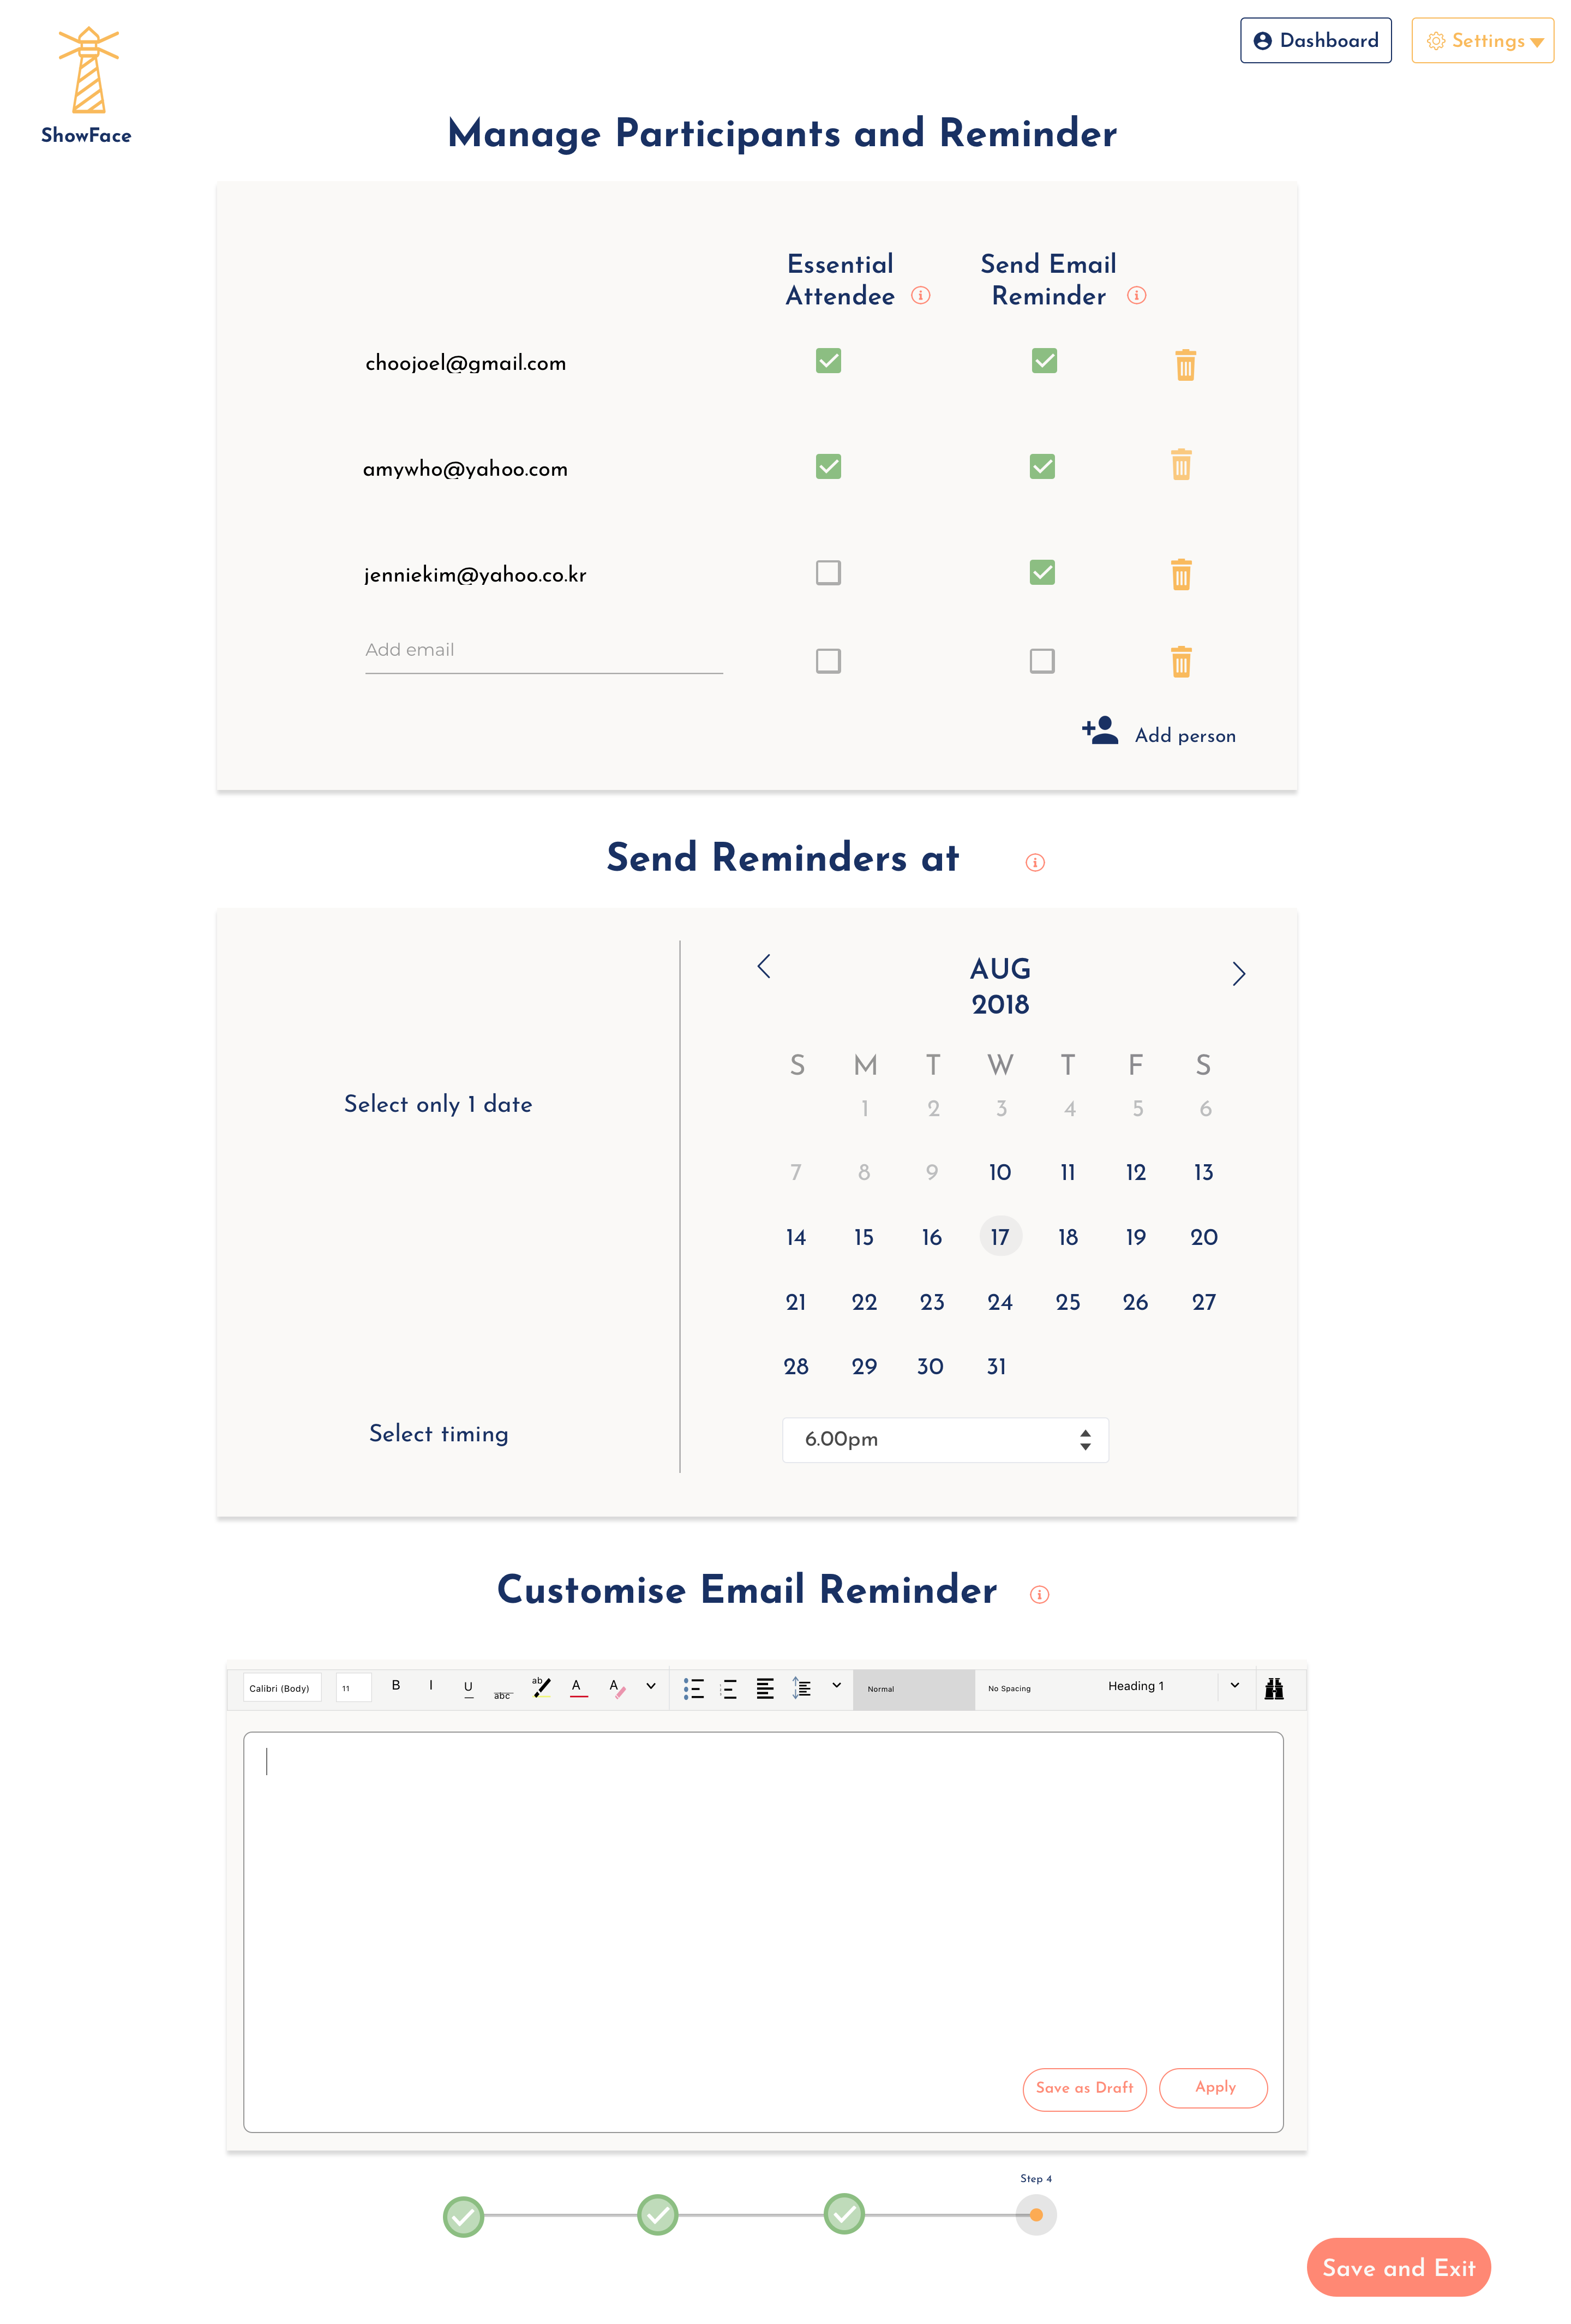 Dashboard
Settings
ShowFace
Manage Participants and Reminder
Essential Attendee
Send Email Reminder
choojoel@gmail.com
amywho@yahoo.com
jenniekim@yahoo.co.kr
Add email
Add person
Send Reminders at
AUG
2018
S M T W T F S
1 2 3 4 5 6
Select only 1 date
7 8 9 10 11 12 13
14 15 16 17 18 19 20
21 22 23 24 25 26 27
28 29 30 31
Select timing
6.00pm
Customise Email Reminder
Calibri (Body) 11 B I U abc ab A A Normal No Spacing Heading 1
Save as Draft
Apply
Step 4
Save and Exit